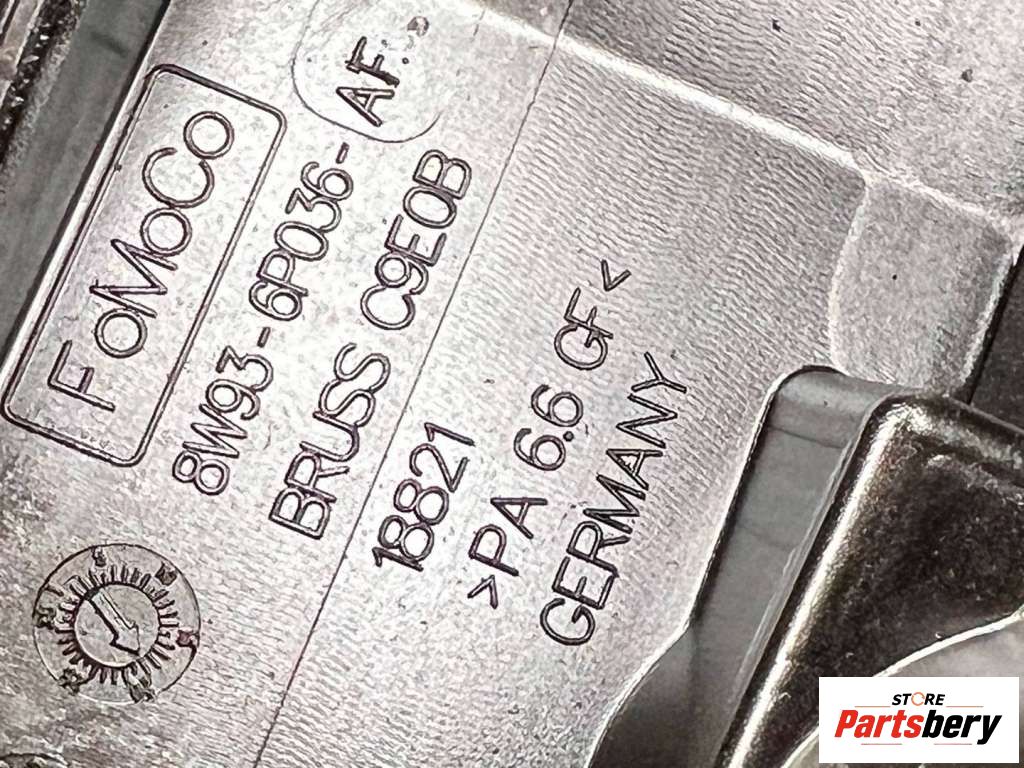 FoMoCo
8W93-6P036-AF
BRUSS C9E0B
18821
>PA 6.6 GF<
GERMANY
STORE
Partsbery